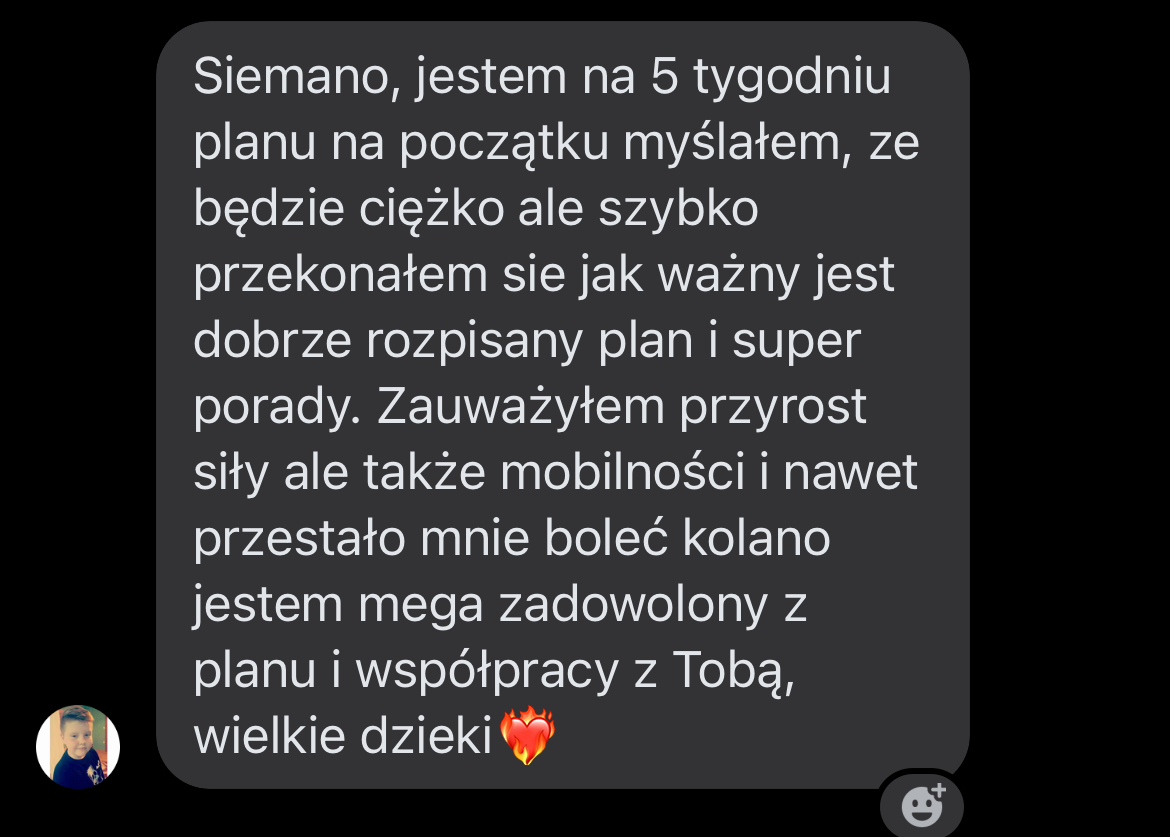 Siemano, jestem na 5 tygodniu
planu na początku myślałem, ze
będzie ciężko ale szybko
przekonałem sie jak ważny jest
dobrze rozpisany plan i super
porady. Zauważyłem przyrost
siły ale także mobilności i nawet
przestało mnie boleć kolano
jestem mega zadowolony z
planu i współpracy z Tobą,
wielkie dzieki❤️‍🔥